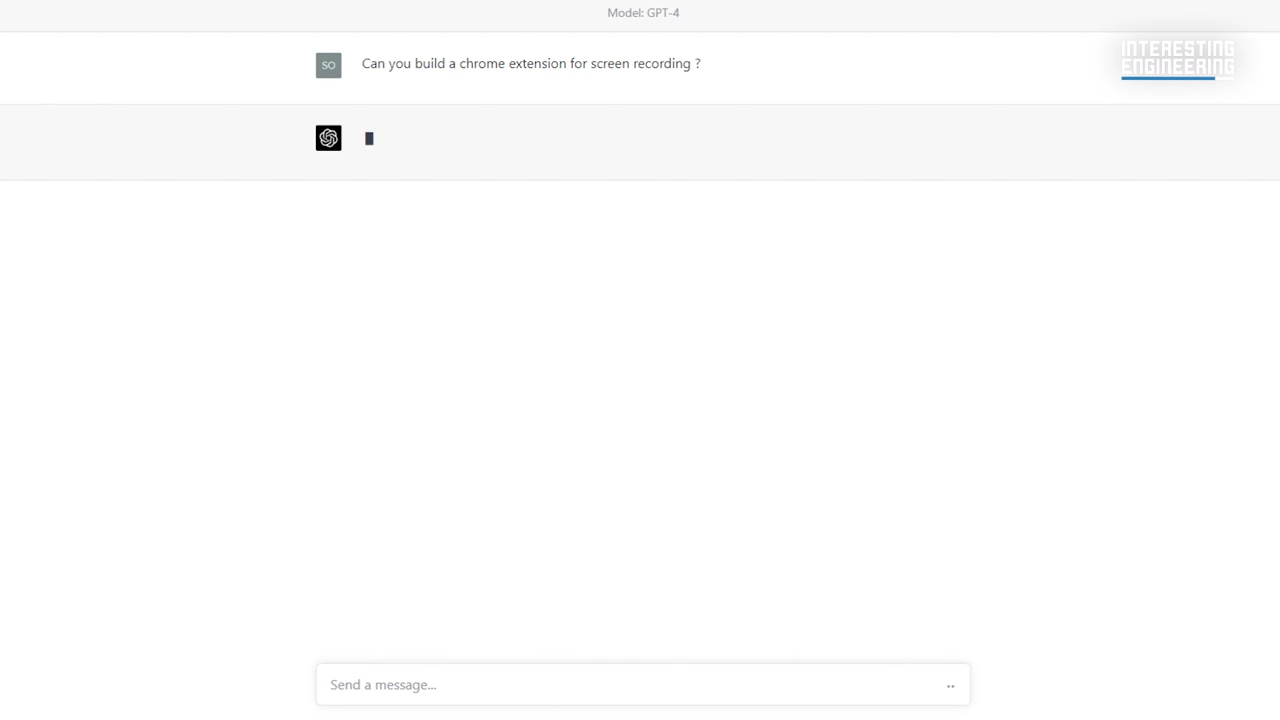 Model: GPT-4
INTERESTING
ENGINEERING
SO
Can you build a chrome extension for screen recording ?
Send a message...